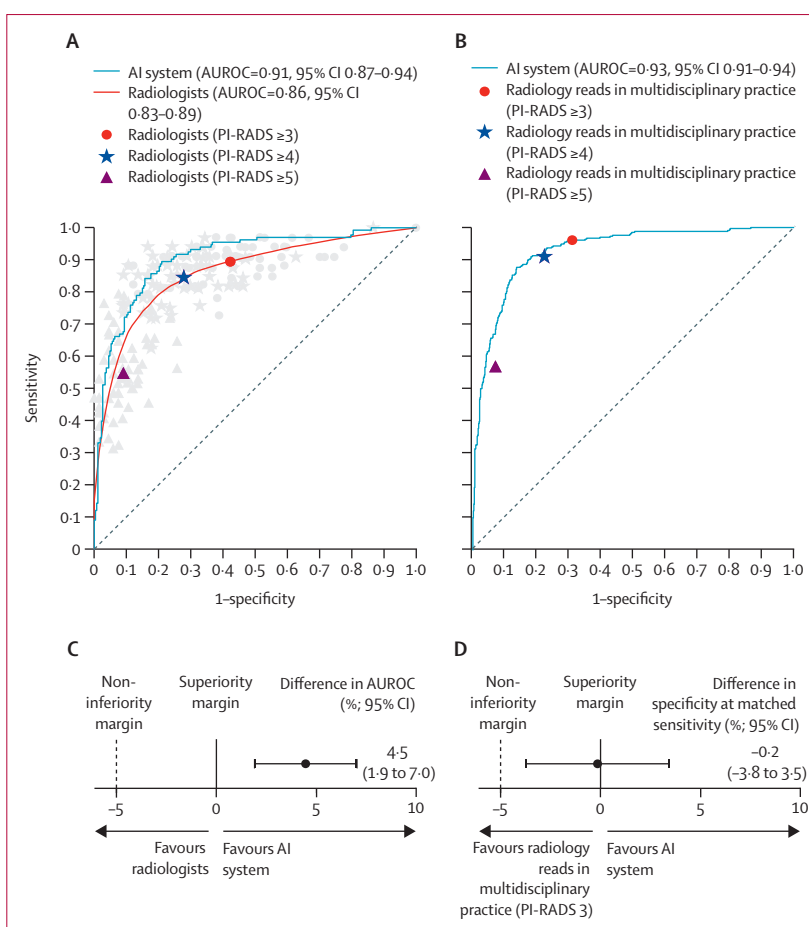 A
AI system (AUROC=0·91, 95% CI 0·87–0·94)
Radiologists (AUROC=0·86, 95% CI
0·83–0·89)
Radiologists (PI-RADS ≥3)
Radiologists (PI-RADS ≥4)
Radiologists (PI-RADS ≥5)
1·0
0·9
0·8
0·7
0·6
0·5
0·4
0·3
0·2
0·1
0
Sensitivity
0 0·1 0·2 0·3 0·4 0·5 0·6 0·7 0·8 0·9 1·0
1–specificity
B
AI system (AUROC=0·93, 95% CI 0·91–0·94)
Radiology reads in multidisciplinary practice
(PI-RADS ≥3)
Radiology reads in multidisciplinary practice
(PI-RADS ≥4)
Radiology reads in multidisciplinary practice
(PI-RADS ≥5)
0 0·1 0·2 0·3 0·4 0·5 0·6 0·7 0·8 0·9 1·0
1–specificity
C
Non-
inferiority
margin
Superiority
margin
Difference in AUROC
(%; 95% CI)
4·5
(1·9 to 7·0)
–5 0 5 10
Favours
radiologists
Favours AI
system
D
Non-
inferiority
margin
Superiority
margin
Difference in
specificity at matched
sensitivity (%; 95% CI)
–0·2
(–3·8 to 3·5)
–5 0 5 10
Favours radiology
reads in
multidisciplinary
practice (PI-RADS 3)
Favours AI
system